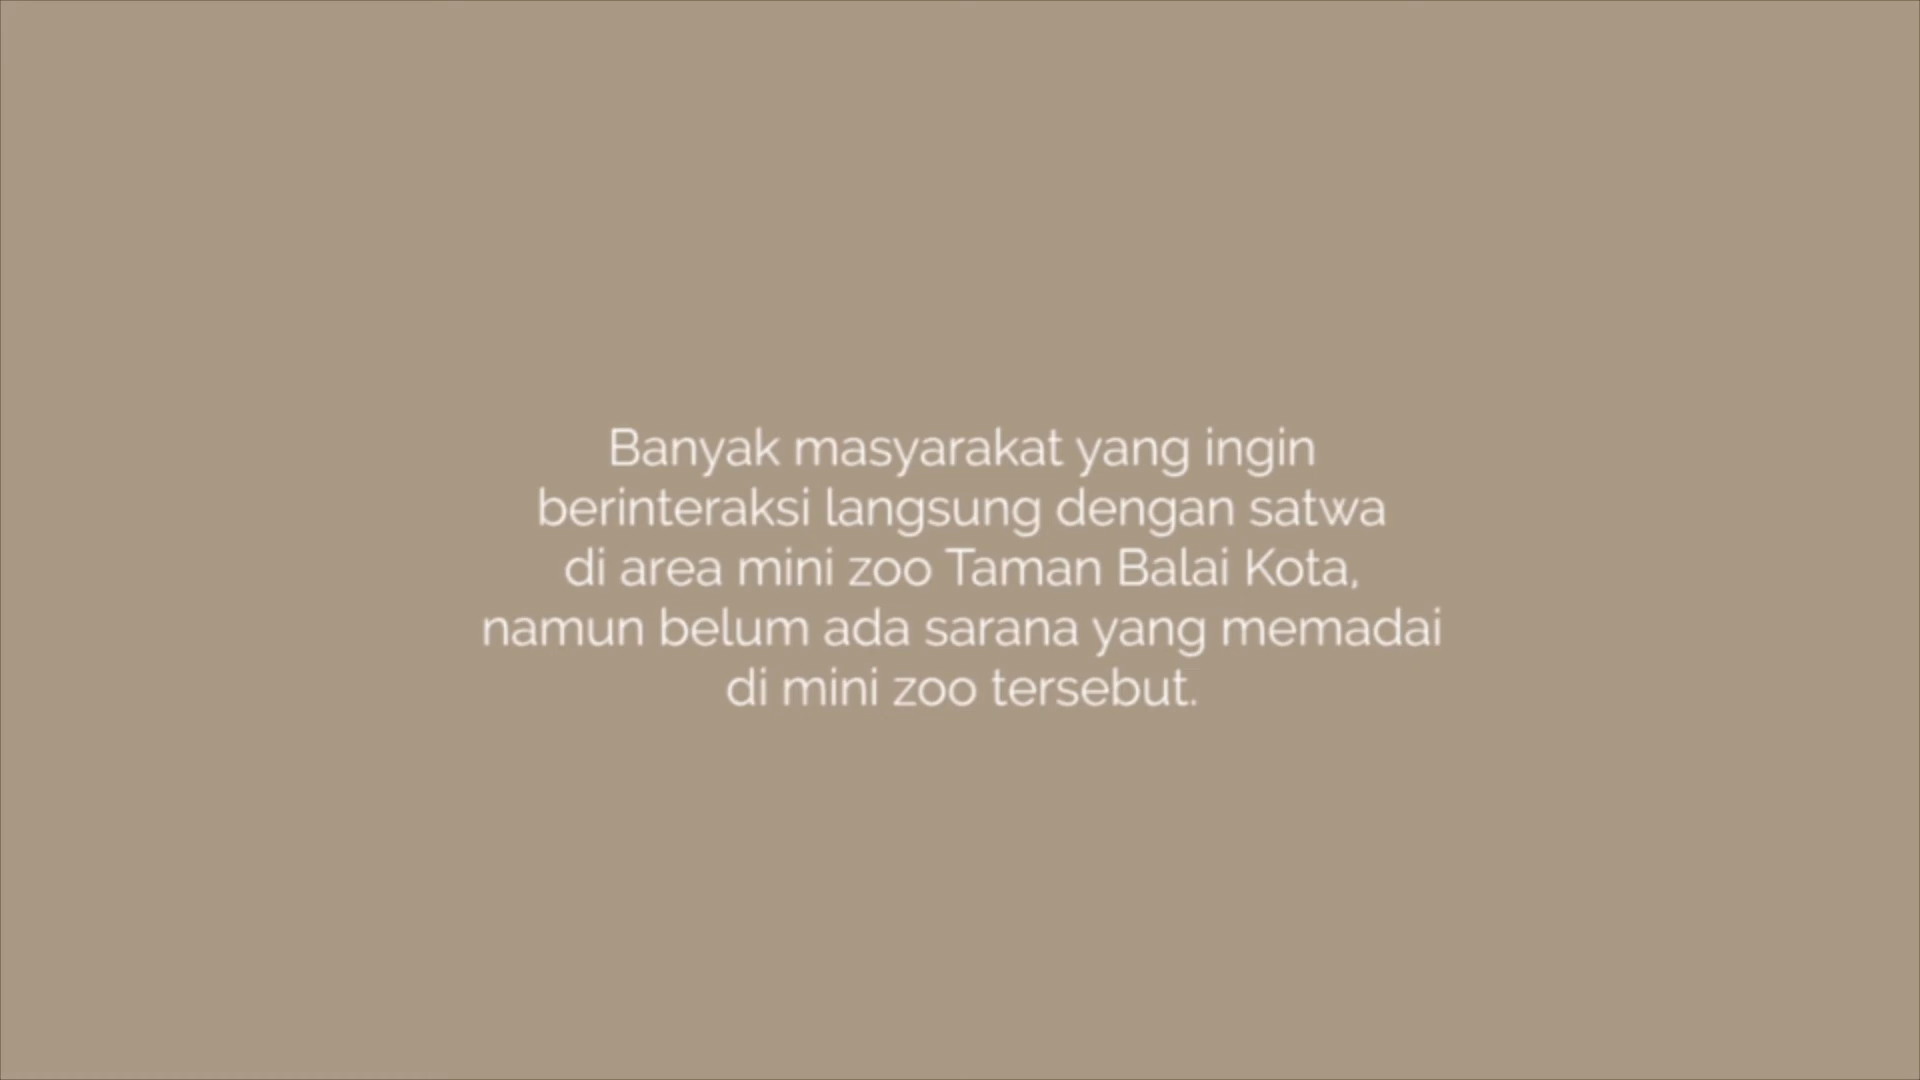 Banyak masyarakat yang ingin
berinteraksi langsung dengan satwa
di area mini zoo Taman Balai Kota,
namun belum ada sarana yang memadai
di mini zoo tersebut.